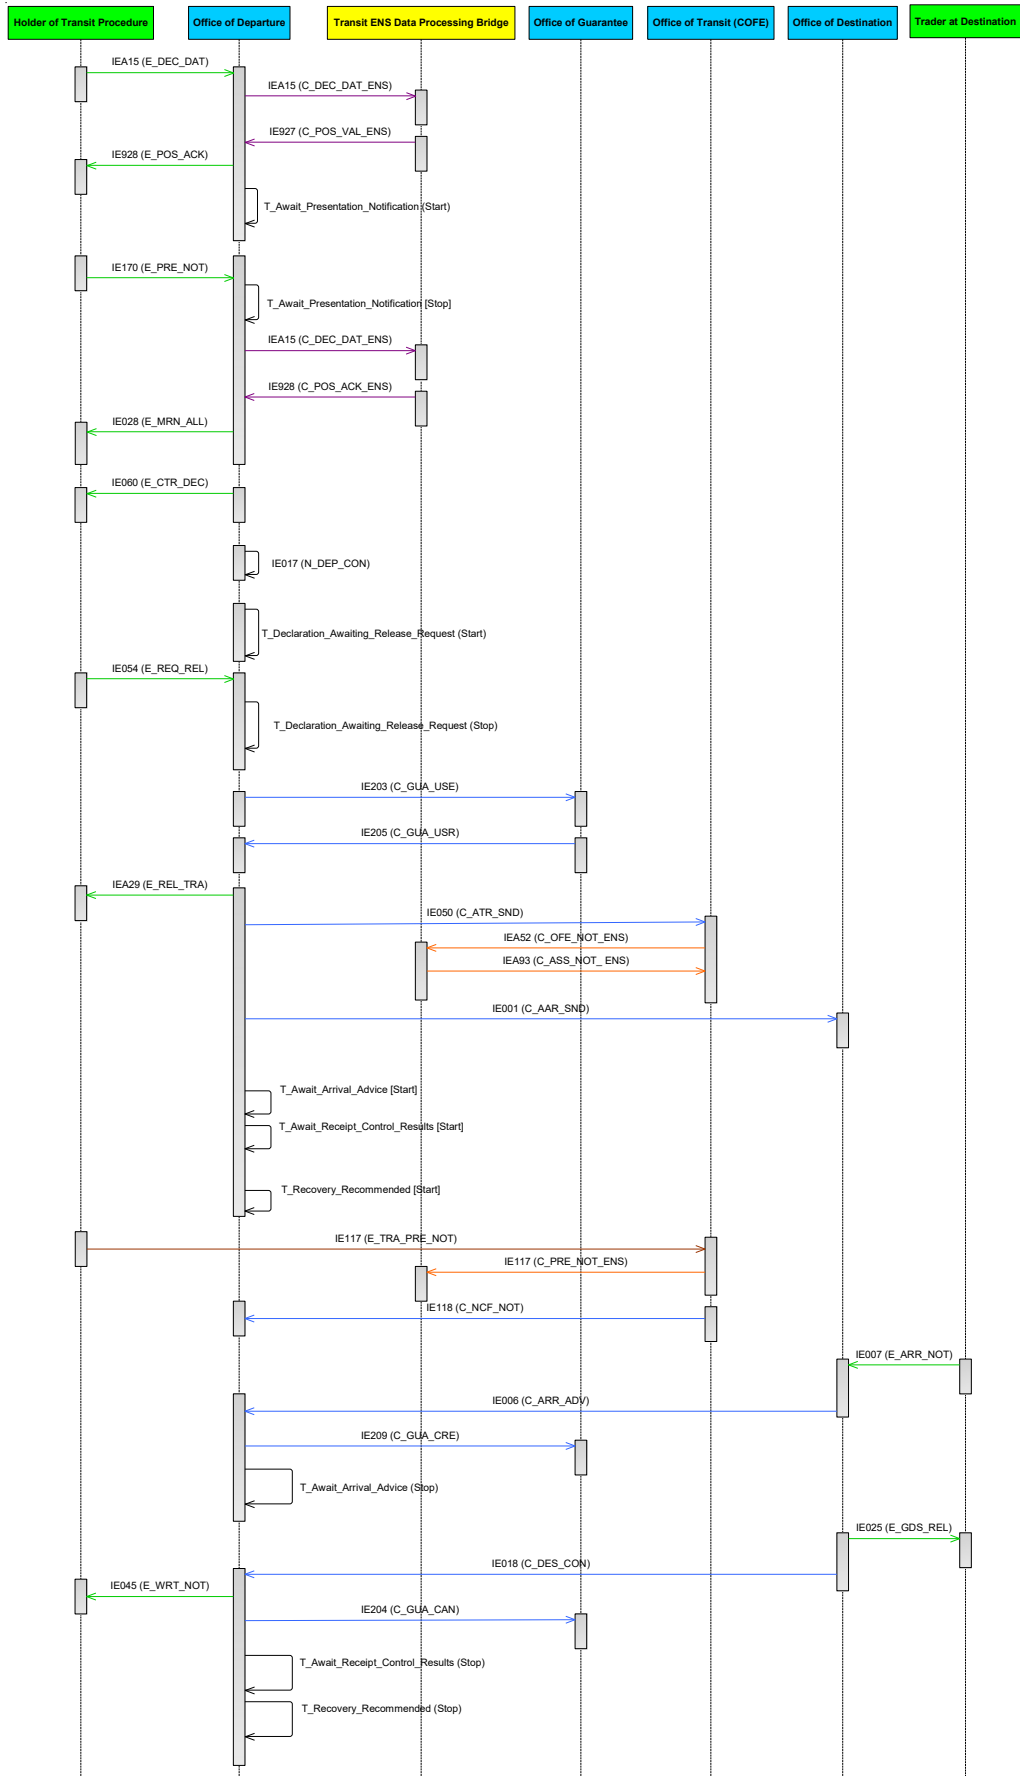 Holder of Transit Procedure
Office of Departure
Transit ENS Data Processing Bridge
Office of Guarantee
Office of Transit (COFE)
Office of Destination
Trader at Destination
IEA15 (E_DEC_DAT)
IEA15 (C_DEC_DAT_ENS)
IE927 (C_POS_VAL_ENS)
IE928 (E_POS_ACK)
T_Await_Presentation_Notification (Start)
IE170 (E_PRE_NOT)
T_Await_Presentation_Notification [Stop]
IEA15 (C_DEC_DAT_ENS)
IE928 (C_POS_ACK_ENS)
IE028 (E_MRN_ALL)
IE060 (E_CTR_DEC)
IE017 (N_DEP_CON)
T_Declaration_Awaiting_Release_Request (Start)
IE054 (E_REQ_REL)
T_Declaration_Awaiting_Release_Request (Stop)
IE203 (C_GUA_USE)
IE205 (C_GUA_USR)
IEA29 (E_REL_TRA)
IE050 (C_ATR_SND)
IEA52 (C_OFE_NOT_ENS)
IEA93 (C_ASS_NOT_ ENS)
IE001 (C_AAR_SND)
T_Await_Arrival_Advice [Start]
T_Await_Receipt_Control_Results [Start]
T_Recovery_Recommended [Start]
IE117 (E_TRA_PRE_NOT)
IE117 (C_PRE_NOT_ENS)
IE118 (C_NCF_NOT)
IE007 (E_ARR_NOT)
IE006 (C_ARR_ADV)
IE209 (C_GUA_CRE)
T_Await_Arrival_Advice (Stop)
IE025 (E_GDS_REL)
IE018 (C_DES_CON)
IE045 (E_WRT_NOT)
IE204 (C_GUA_CAN)
T_Await_Receipt_Control_Results (Stop)
T_Recovery_Recommended (Stop)